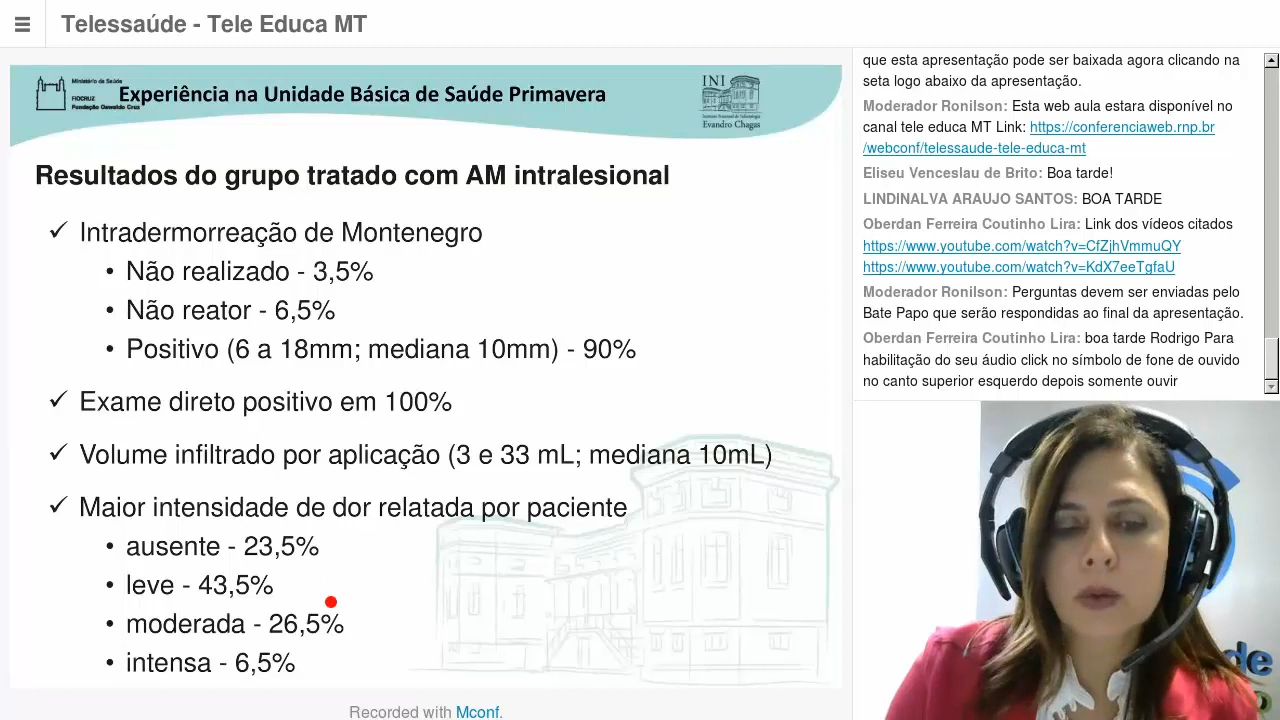 Telessaúde - Tele Educa MT
Ministério da Saúde
FIOCRUZ
Fundação Oswaldo Cruz
Experiência na Unidade Básica de Saúde Primavera
INI
Evandro Chagas
Resultados do grupo tratado com AM intralesional
✓ Intradermorreação de Montenegro
• Não realizado - 3,5%
• Não reator - 6,5%
• Positivo (6 a 18mm; mediana 10mm) - 90%
✓ Exame direto positivo em 100%
✓ Volume infiltrado por aplicação (3 e 33 mL; mediana 10mL)
✓ Maior intensidade de dor relatada por paciente
• ausente - 23,5%
• leve - 43,5%
• moderada - 26,5%
• intensa - 6,5%
Recorded with Mconf.
que esta apresentação pode ser baixada agora clicando na
seta logo abaixo da apresentação.
Moderador Ronilson: Esta web aula estara disponível no
canal tele educa MT Link: https://conferenciaweb.rnp.br
/webconf/telessaude-tele-educa-mt
Eliseu Venceslau de Brito: Boa tarde!
LINDINALVA ARAUJO SANTOS: BOA TARDE
Oberdan Ferreira Coutinho Lira: Link dos vídeos citados
https://www.youtube.com/watch?v=CfZjhVmmuQY
https://www.youtube.com/watch?v=KdX7eeTgfaU
Moderador Ronilson: Perguntas devem ser enviadas pelo
Bate Papo que serão respondidas ao final da apresentação.
Oberdan Ferreira Coutinho Lira: boa tarde Rodrigo Para
habilitação do seu áudio click no símbolo de fone de ouvido
no canto superior esquerdo depois somente ouvir
de